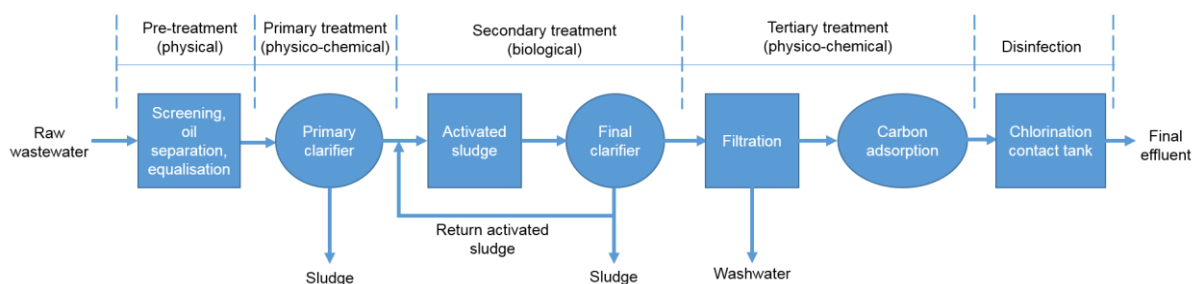 Pre-treatment
(physical)
Primary treatment
(physico-chemical)
Secondary treatment
(biological)
Tertiary treatment
(physico-chemical)
Disinfection
Raw
wastewater
Screening,
oil
separation,
equalisation
Primary
clarifier
Activated
sludge
Final
clarifier
Filtration
Carbon
adsorption
Chlorination
contact tank
Final
effluent
Return activated
sludge
Sludge
Sludge
Washwater